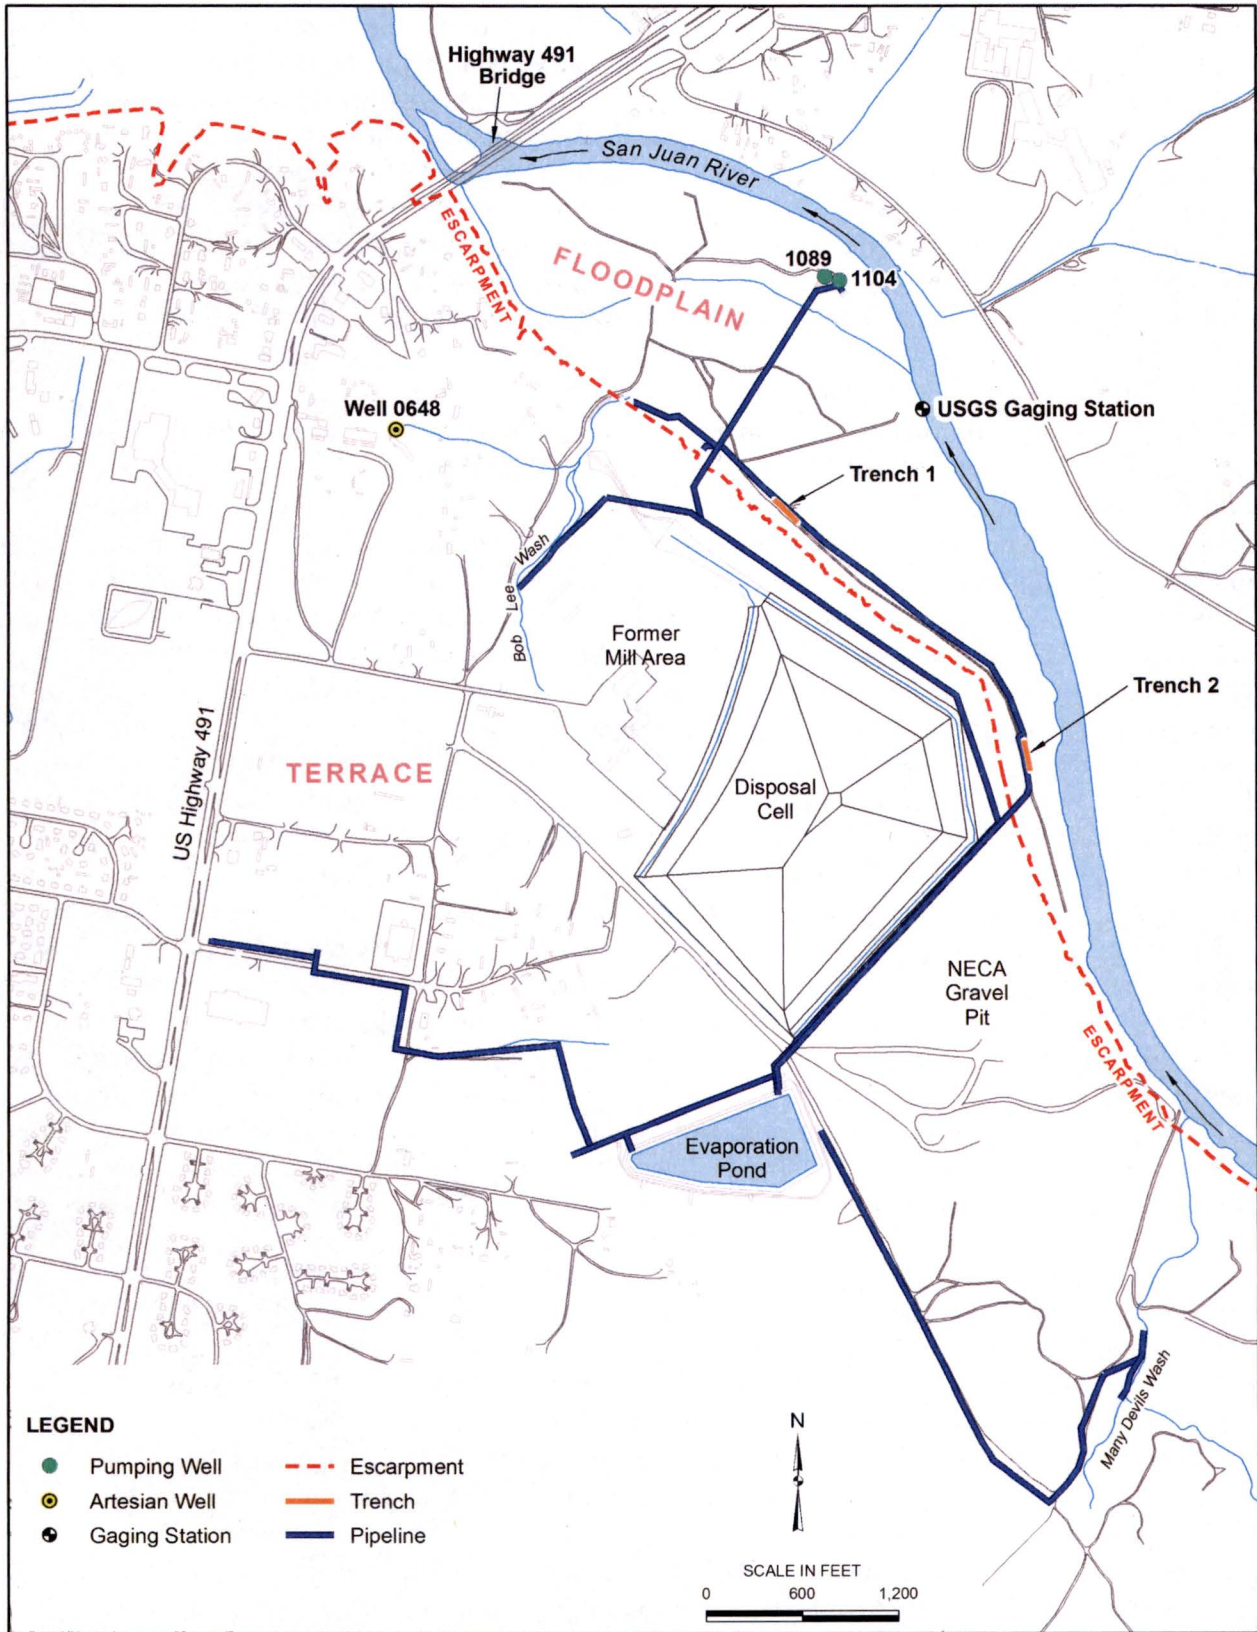 Highway 491
Bridge
San Juan River
ESCARPMENT
FLOODPLAIN
1089
1104
Well 0648
USGS Gaging Station
Trench 1
Bob Lee Wash
Former
Mill Area
Trench 2
US Highway 491
TERRACE
Disposal
Cell
NECA
Gravel
Pit
ESCARPMENT
Evaporation
Pond
Many Devils Wash
LEGEND
Pumping Well
Artesian Well
Gaging Station
Escarpment
Trench
Pipeline
N
SCALE IN FEET
0 600 1,200